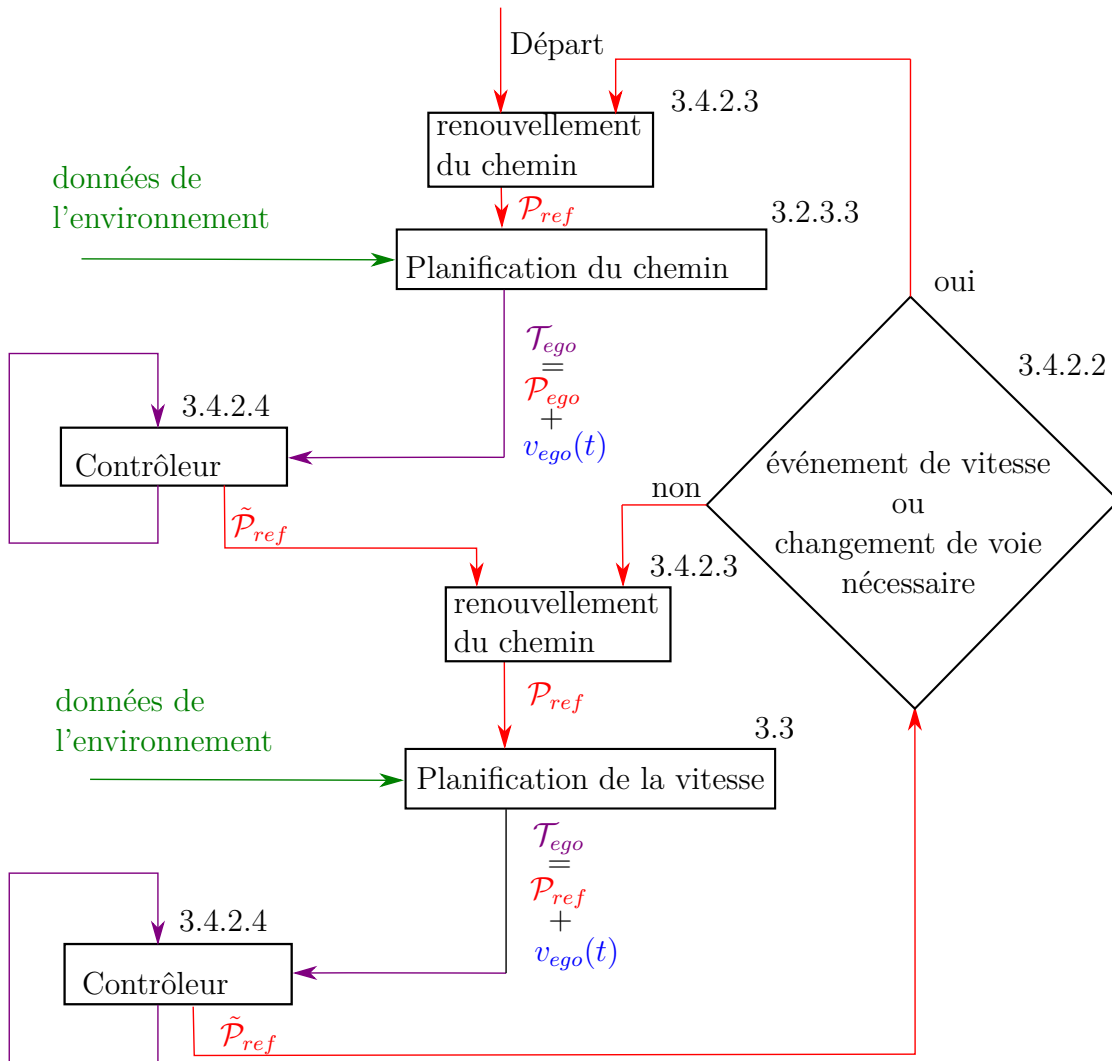 Départ
3.4.2.3
renouvellement
du chemin
données de
l'environnement
𝒫_ref
3.2.3.3
Planification du chemin
oui
𝒯_ego
=
𝒫_ego
+
v_ego(t)
3.4.2.2
3.4.2.4
Contrôleur
événement de vitesse
ou
changement de voie
nécessaire
non
𝒫̃_ref
3.4.2.3
renouvellement
du chemin
données de
l'environnement
𝒫_ref
3.3
Planification de la vitesse
𝒯_ego
=
𝒫_ref
+
v_ego(t)
3.4.2.4
Contrôleur
𝒫̃_ref